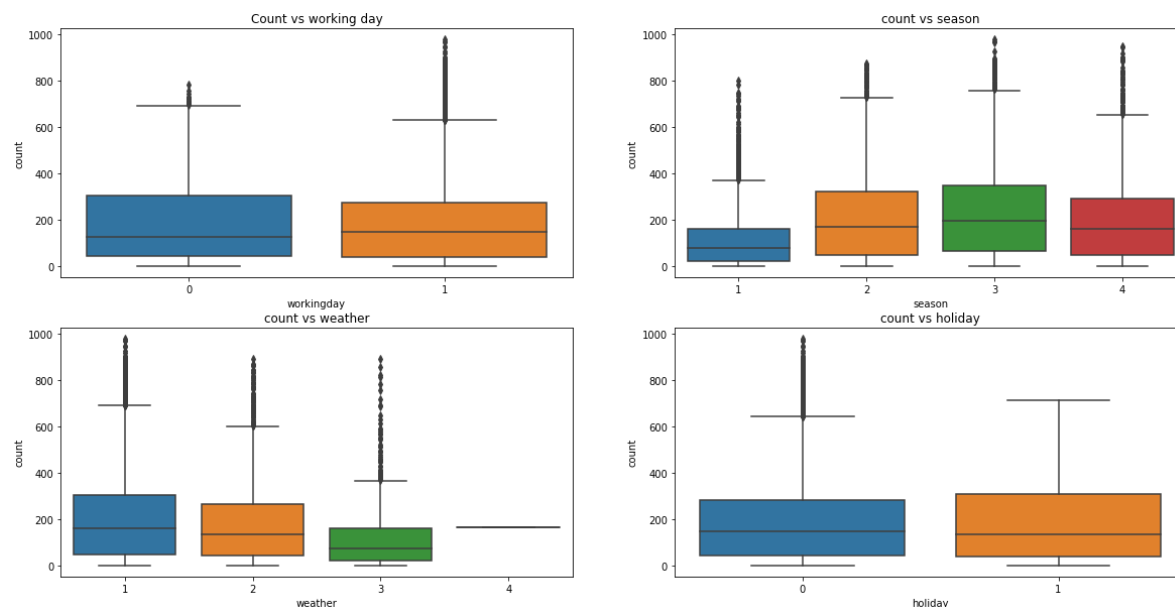 Count vs working day
1000
800
600
400
200
0
count
0 1
workingday
count vs season
1000
800
600
400
200
0
count
1 2 3 4
season
count vs weather
1000
800
600
400
200
0
count
1 2 3 4
weather
count vs holiday
1000
800
600
400
200
0
count
0 1
holiday